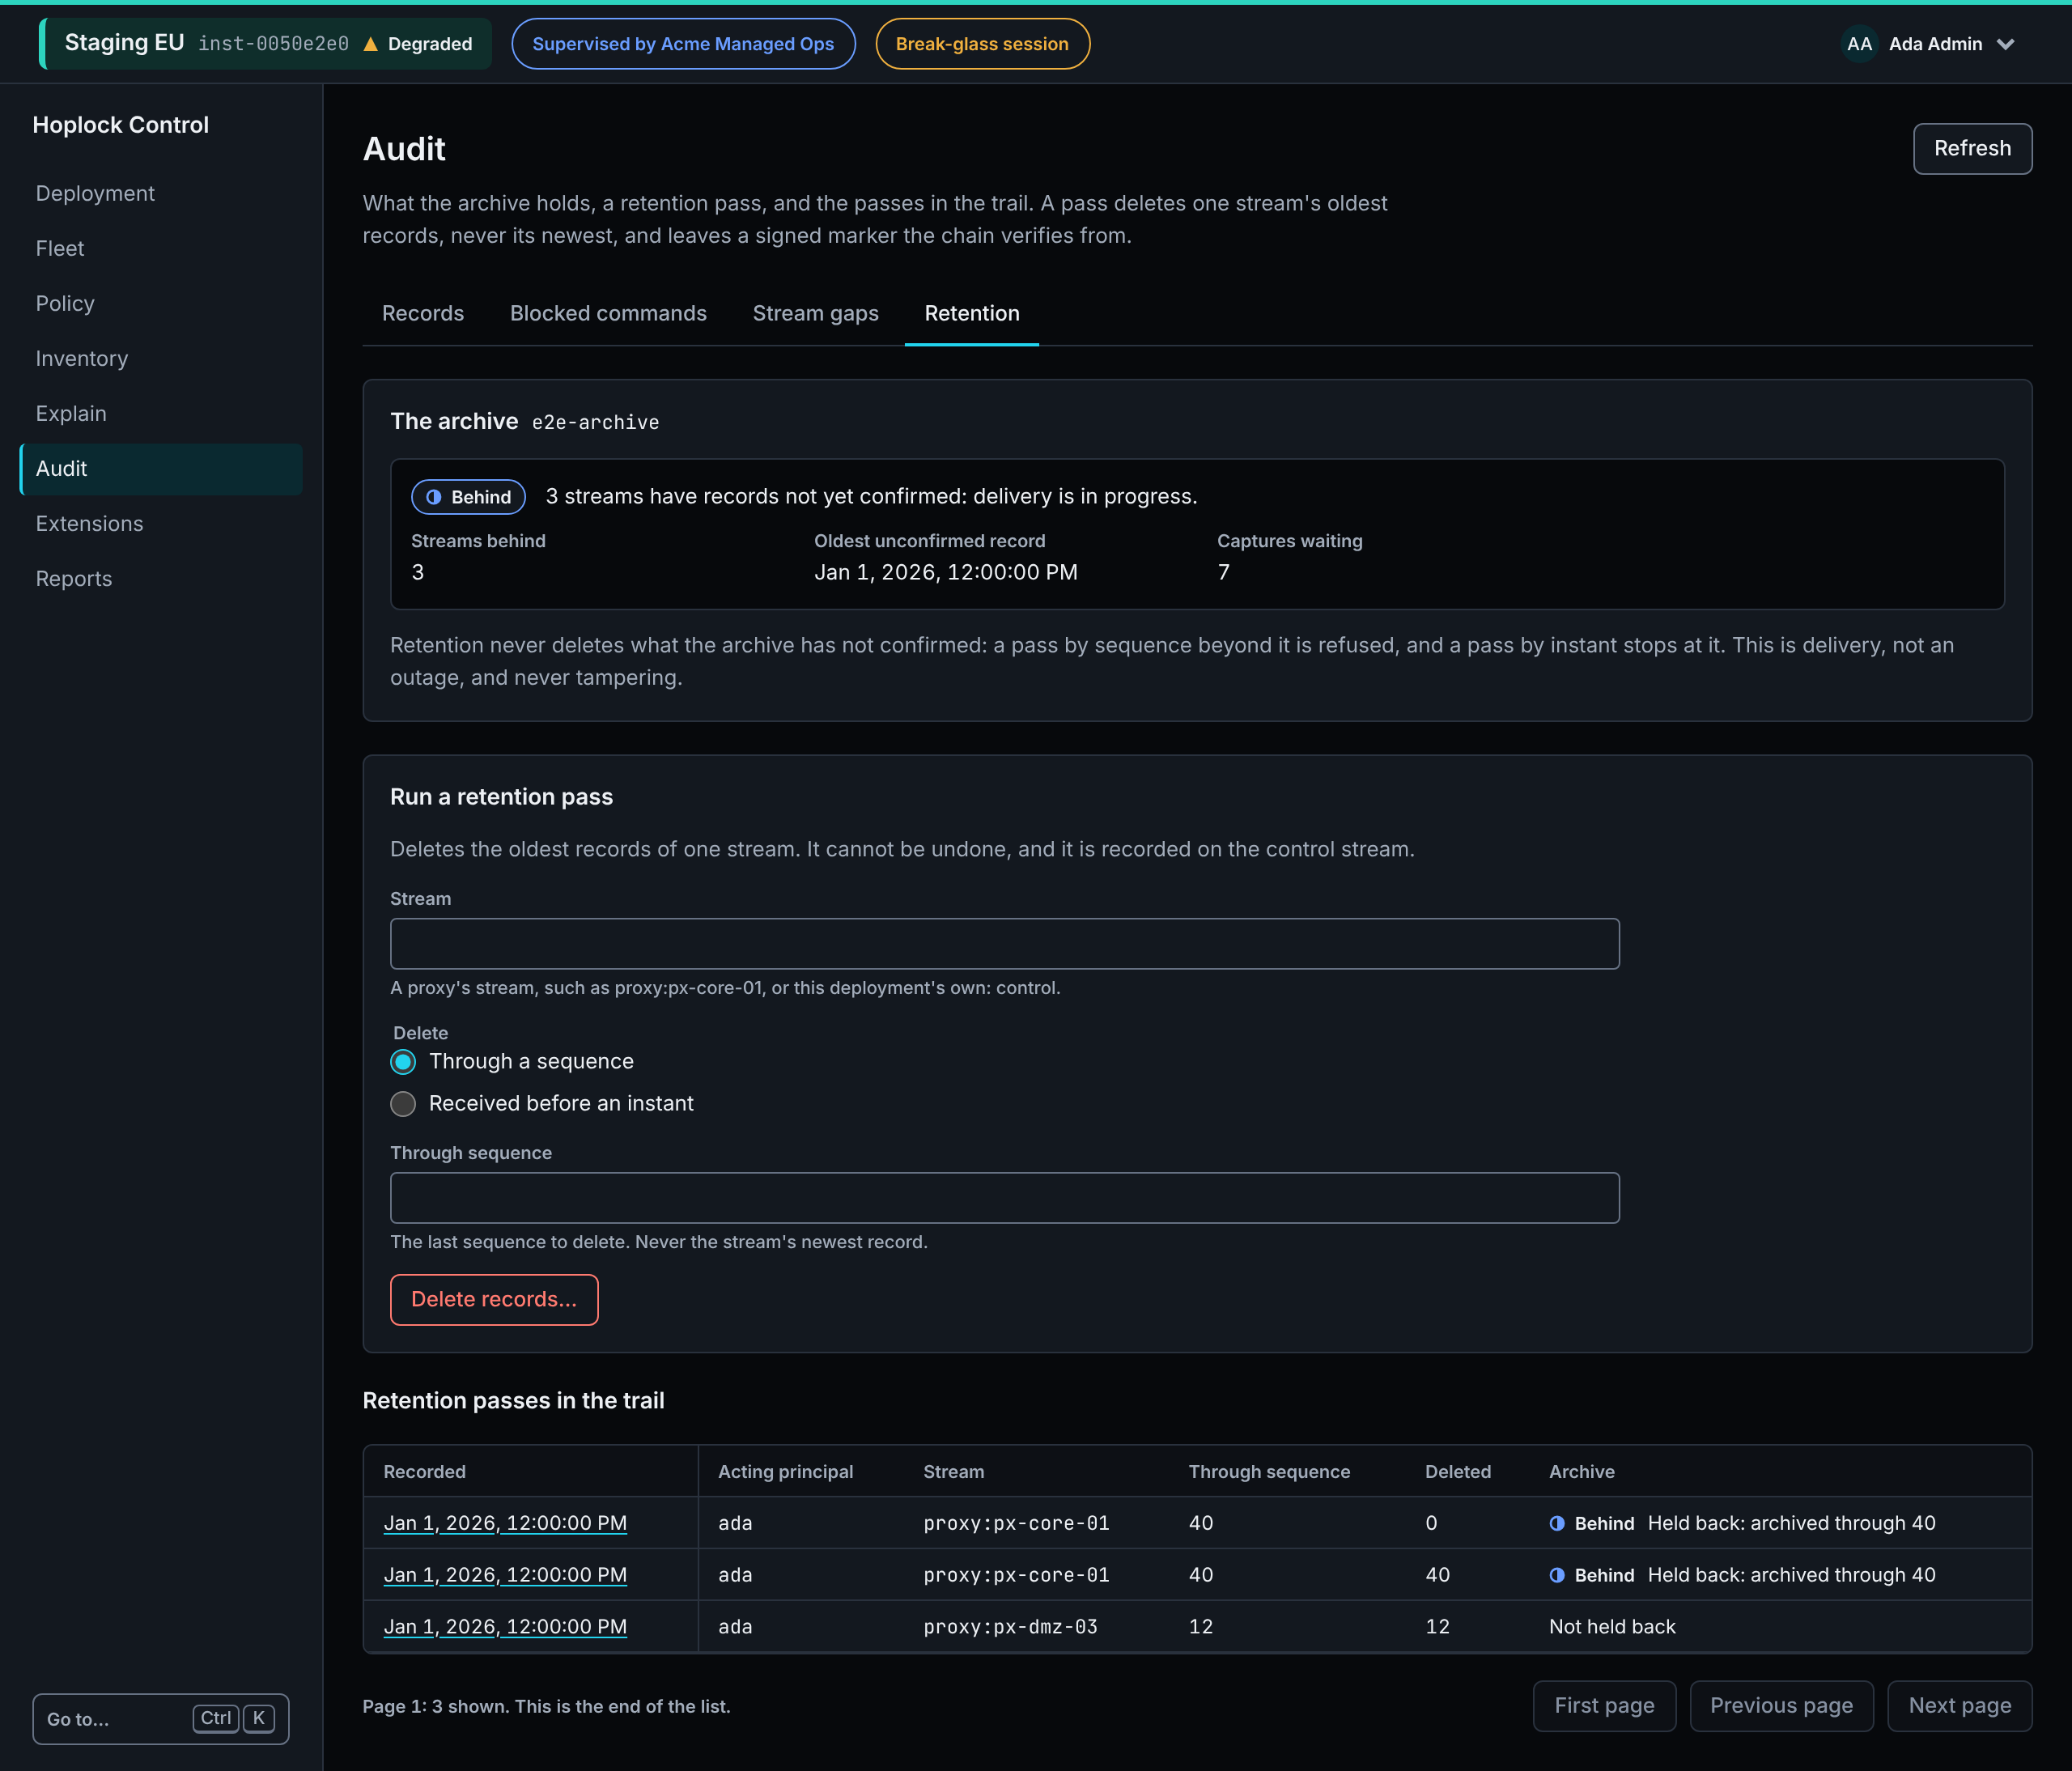 Staging EU inst-0050e2e0 Degraded
Supervised by Acme Managed Ops
Break-glass session
AA Ada Admin
Hoplock Control
Deployment
Fleet
Policy
Inventory
Explain
Audit
Extensions
Reports
Go to... Ctrl K
Audit
Refresh
What the archive holds, a retention pass, and the passes in the trail. A pass deletes one stream's oldest
records, never its newest, and leaves a signed marker the chain verifies from.
Records Blocked commands Stream gaps Retention
The archive e2e-archive
Behind 3 streams have records not yet confirmed: delivery is in progress.
Streams behind Oldest unconfirmed record Captures waiting
3 Jan 1, 2026, 12:00:00 PM 7
Retention never deletes what the archive has not confirmed: a pass by sequence beyond it is refused, and a pass by instant stops at it. This is delivery, not an
outage, and never tampering.
Run a retention pass
Deletes the oldest records of one stream. It cannot be undone, and it is recorded on the control stream.
Stream
A proxy's stream, such as proxy:px-core-01, or this deployment's own: control.
Delete
Through a sequence
Received before an instant
Through sequence
The last sequence to delete. Never the stream's newest record.
Delete records...
Retention passes in the trail
Recorded Acting principal Stream Through sequence Deleted Archive
Jan 1, 2026, 12:00:00 PM ada proxy:px-core-01 40 0 Behind Held back: archived through 40
Jan 1, 2026, 12:00:00 PM ada proxy:px-core-01 40 40 Behind Held back: archived through 40
Jan 1, 2026, 12:00:00 PM ada proxy:px-dmz-03 12 12 Not held back
Page 1: 3 shown. This is the end of the list.
First page Previous page Next page